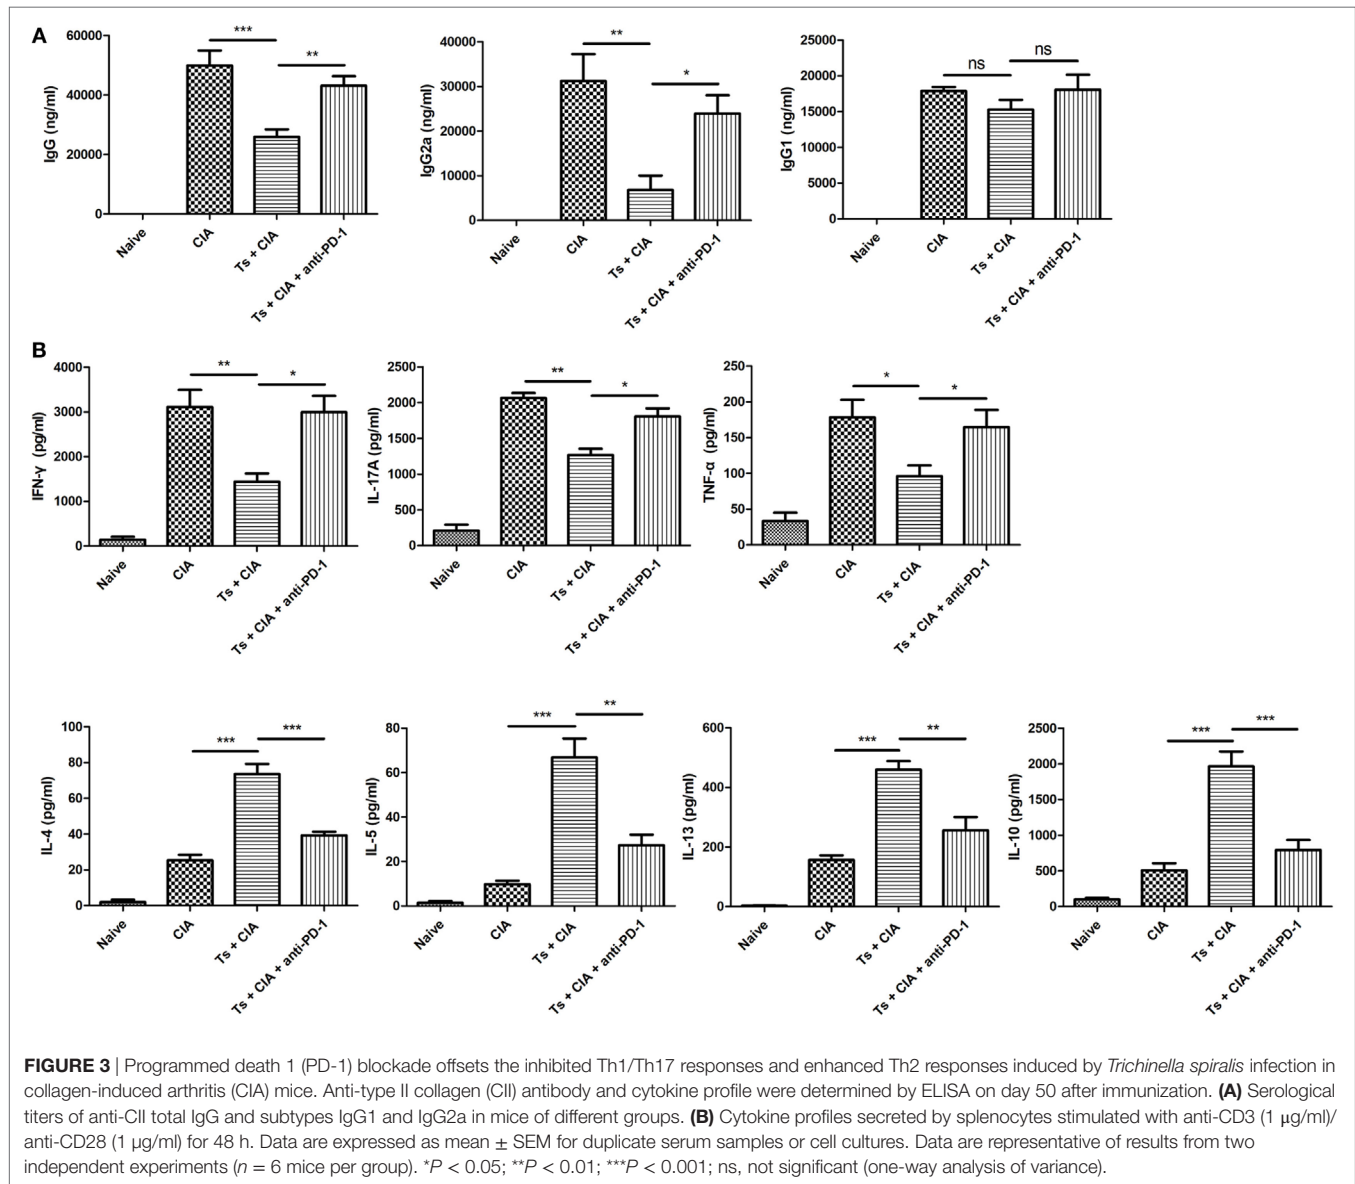 A
IgG (ng/ml)
60000
40000
20000
0
***
**
Naive
CIA
Ts + CIA
Ts + CIA + anti-PD-1
IgG2a (ng/ml)
40000
30000
20000
10000
0
**
*
Naive
CIA
Ts + CIA
Ts + CIA + anti-PD-1
IgG1 (ng/ml)
25000
20000
15000
10000
5000
0
ns
ns
Naive
CIA
Ts + CIA
Ts + CIA + anti-PD-1
B
IFN-γ (pg/ml)
4000
3000
2000
1000
0
**
*
Naive
CIA
Ts + CIA
Ts + CIA + anti-PD-1
IL-17A (pg/ml)
2500
2000
1500
1000
500
0
**
*
Naive
CIA
Ts + CIA
Ts + CIA + anti-PD-1
TNF-α (pg/ml)
250
200
150
100
50
0
*
*
Naive
CIA
Ts + CIA
Ts + CIA + anti-PD-1
IL-4 (pg/ml)
100
80
60
40
20
0
***
***
Naive
CIA
Ts + CIA
Ts + CIA + anti-PD-1
IL-5 (pg/ml)
80
60
40
20
0
***
**
Naive
CIA
Ts + CIA
Ts + CIA + anti-PD-1
IL-13 (pg/ml)
600
400
200
0
***
**
Naive
CIA
Ts + CIA
Ts + CIA + anti-PD-1
IL-10 (pg/ml)
2500
2000
1500
1000
500
0
***
***
Naive
CIA
Ts + CIA
Ts + CIA + anti-PD-1
FIGURE 3 | Programmed death 1 (PD-1) blockade offsets the inhibited Th1/Th17 responses and enhanced Th2 responses induced by Trichinella spiralis infection in
collagen-induced arthritis (CIA) mice. Anti-type II collagen (CII) antibody and cytokine profile were determined by ELISA on day 50 after immunization. (A) Serological
titers of anti-CII total IgG and subtypes IgG1 and IgG2a in mice of different groups. (B) Cytokine profiles secreted by splenocytes stimulated with anti-CD3 (1 μg/ml)/
anti-CD28 (1 μg/ml) for 48 h. Data are expressed as mean ± SEM for duplicate serum samples or cell cultures. Data are representative of results from two
independent experiments (n = 6 mice per group). *P < 0.05; **P < 0.01; ***P < 0.001; ns, not significant (one-way analysis of variance).